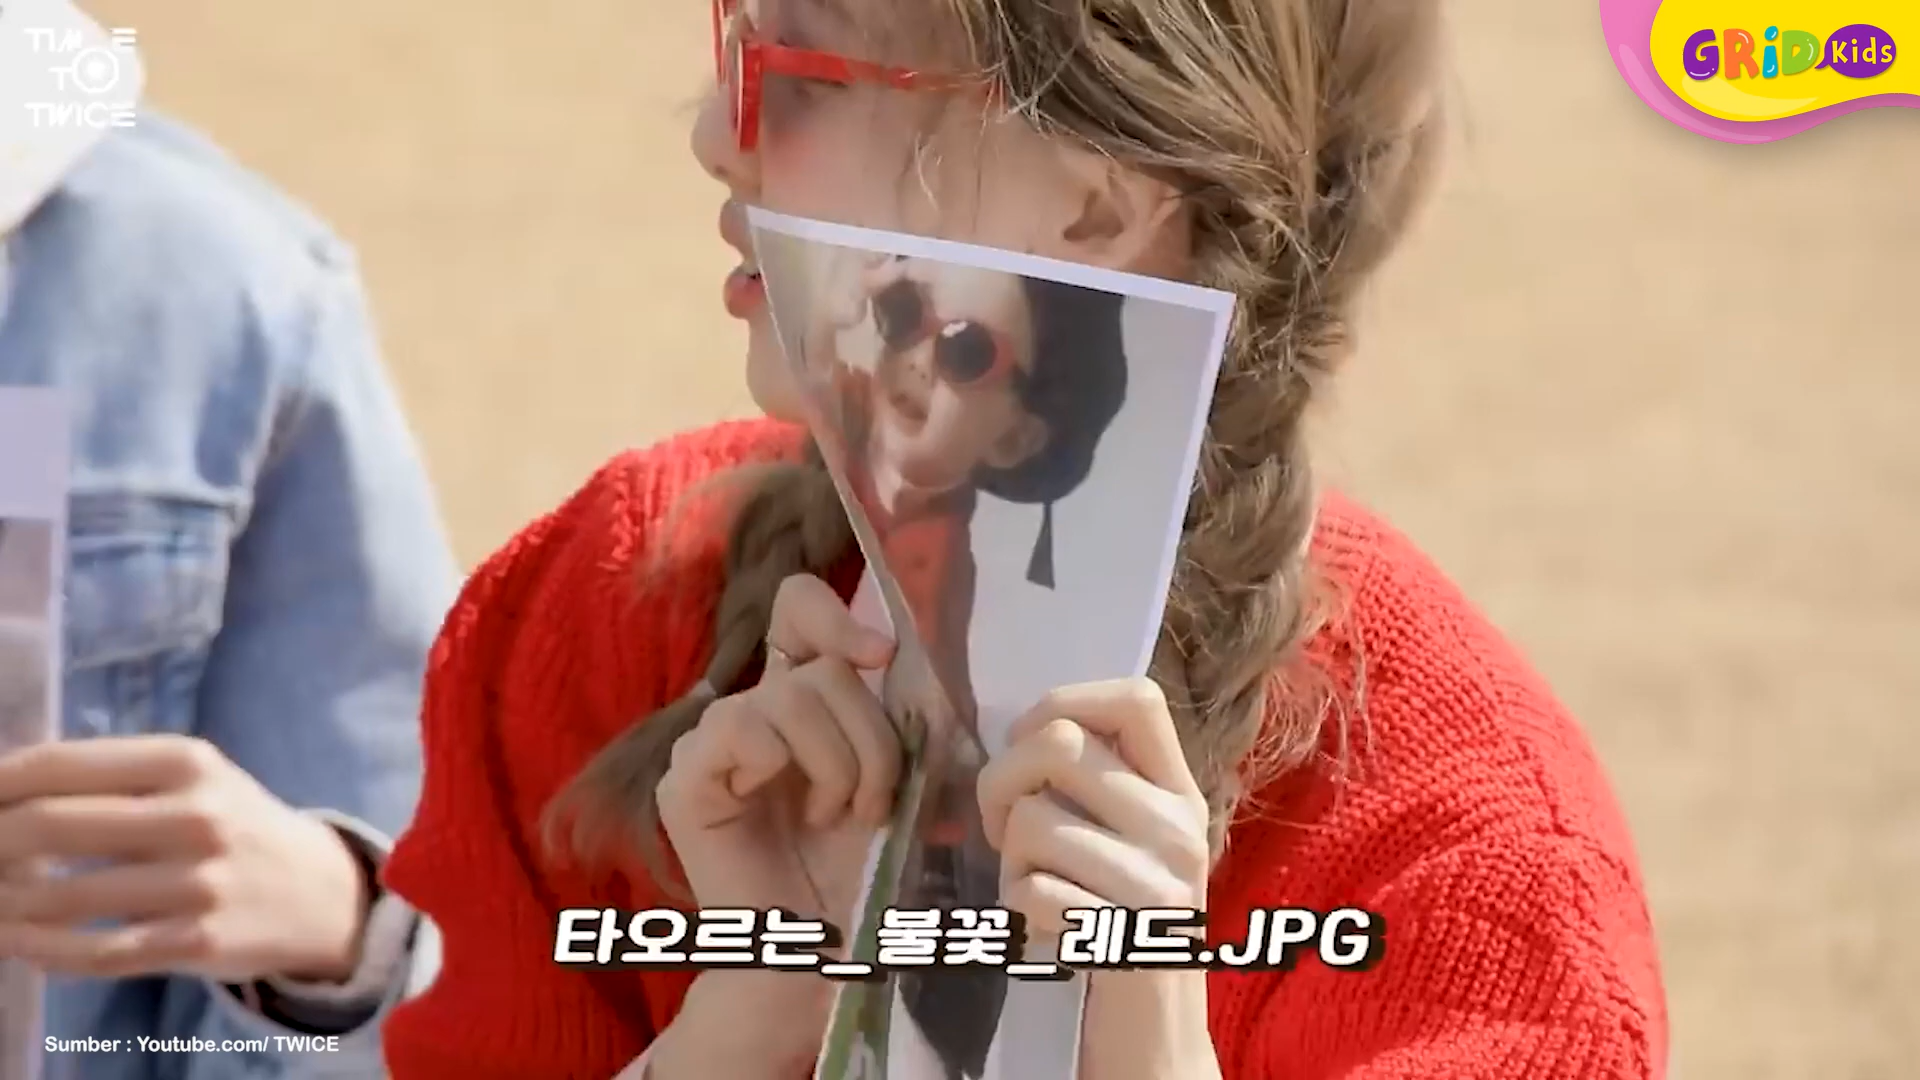 TIME
TO
TWICE
GRiD Kids
타오르는_불꽃_레드.JPG
Sumber : Youtube.com/ TWICE